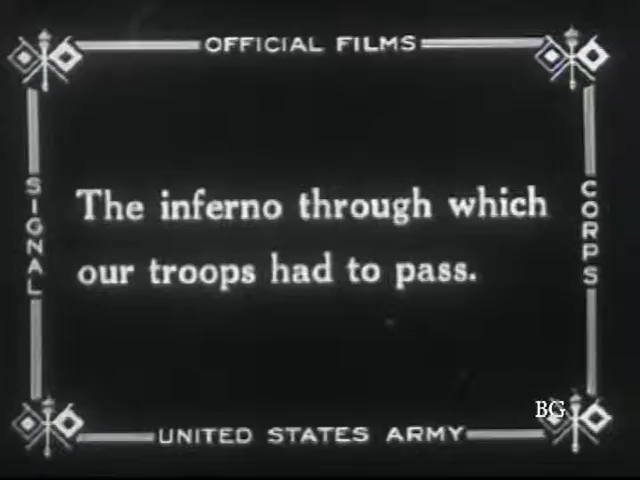 OFFICIAL FILMS
SIGNAL
The inferno through which
our troops had to pass.
CORPS
BG
UNITED STATES ARMY